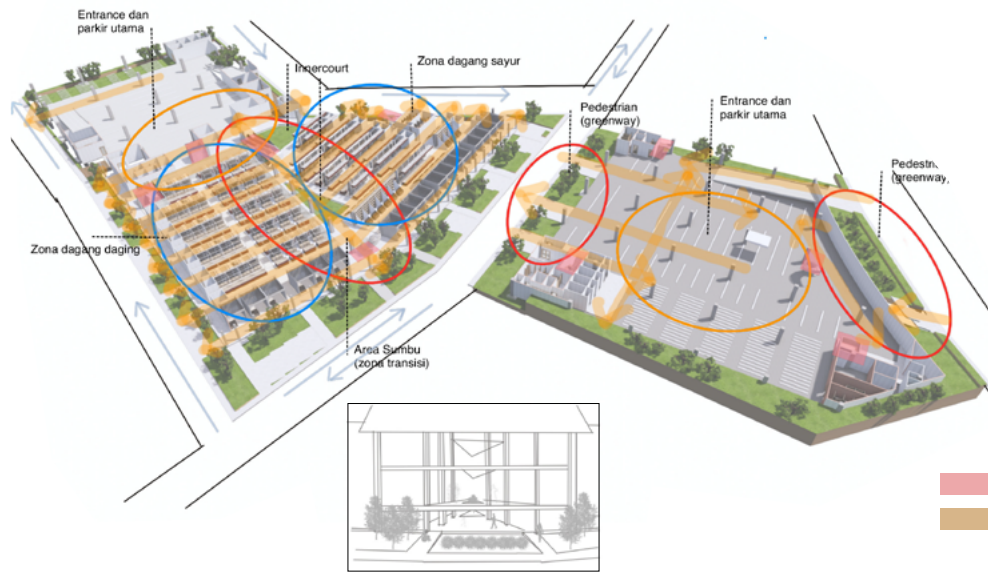 Entrance dan
parkir utama
Innercourt
Zona dagang sayur
Pedestrian
(greenway)
Entrance dan
parkir utama
(greenway,
Zona dagang daging
Area Sumbu
(zona transisi)